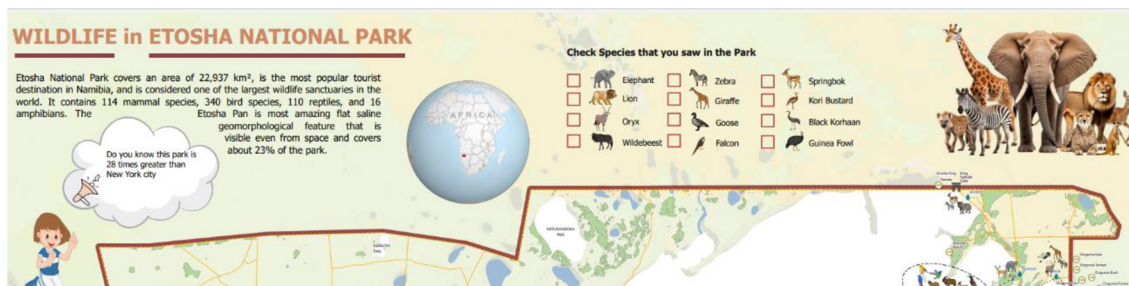 WILDLIFE in ETOSHA NATIONAL PARK
Etosha National Park covers an area of 22,937 km², is the most popular tourist
destination in Namibia, and is considered one of the largest wildlife sanctuaries in the
world. It contains 114 mammal species, 340 bird species, 110 reptiles, and 16
amphibians. The Etosha Pan is most amazing flat saline
geomorphological feature that is
visible even from space and covers
about 23% of the park.
Do you know this park is
28 times greater than
New York city
AFRICA
Check Species that you saw in the Park
Elephant
Zebra
Springbok
Lion
Giraffe
Kori Bustard
Oryx
Goose
Black Korhaan
Wildebeest
Falcon
Guinea Fowl